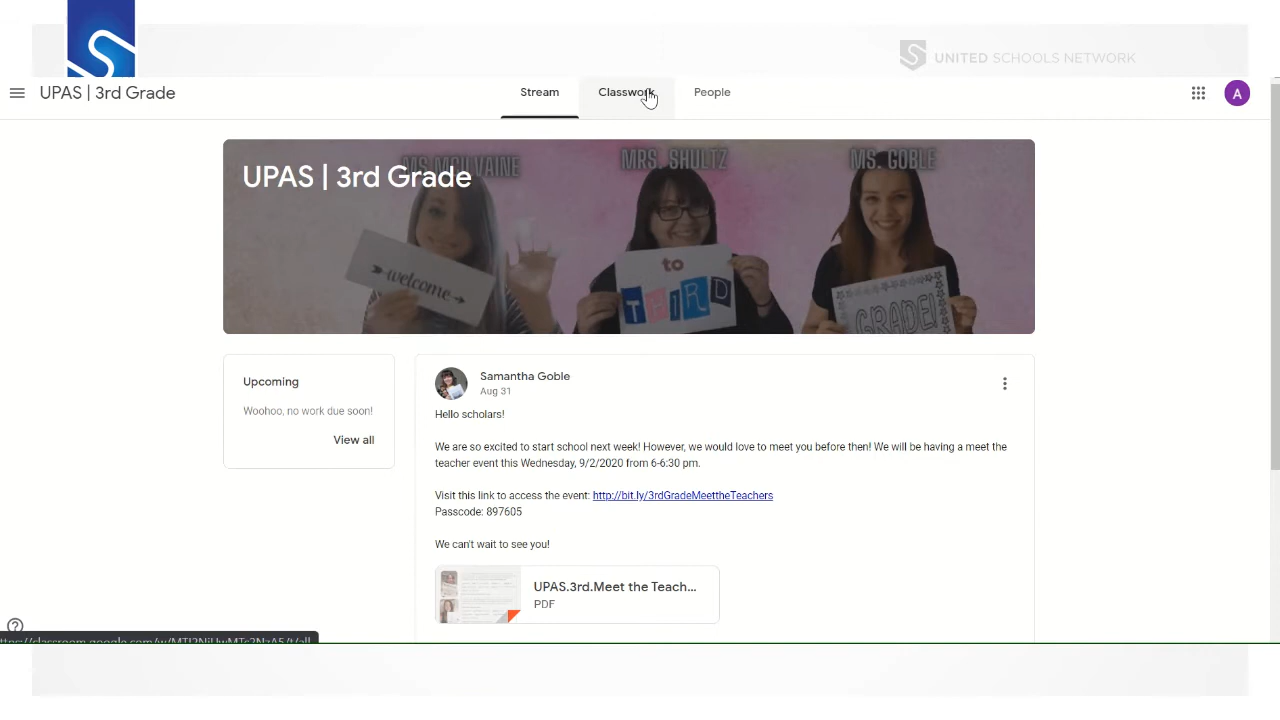 UNITED SCHOOLS NETWORK
UPAS | 3rd Grade
Stream
Classwork
People
A
MRS. SHULTZ
MS. GOBLE
UPAS | 3rd Grade
welcome
to
THIRD
GRADE!
Upcoming
Woohoo, no work due soon!
View all
Samantha Goble
Aug 31
Hello scholars!
We are so excited to start school next week! However, we would love to meet you before then! We will be having a meet the
teacher event this Wednesday, 9/2/2020 from 6-6:30 pm.
Visit this link to access the event: http://bit.ly/3rdGradeMeettheTeachers
Passcode: 897605
We can't wait to see you!
UPAS.3rd.Meet the Teach...
PDF